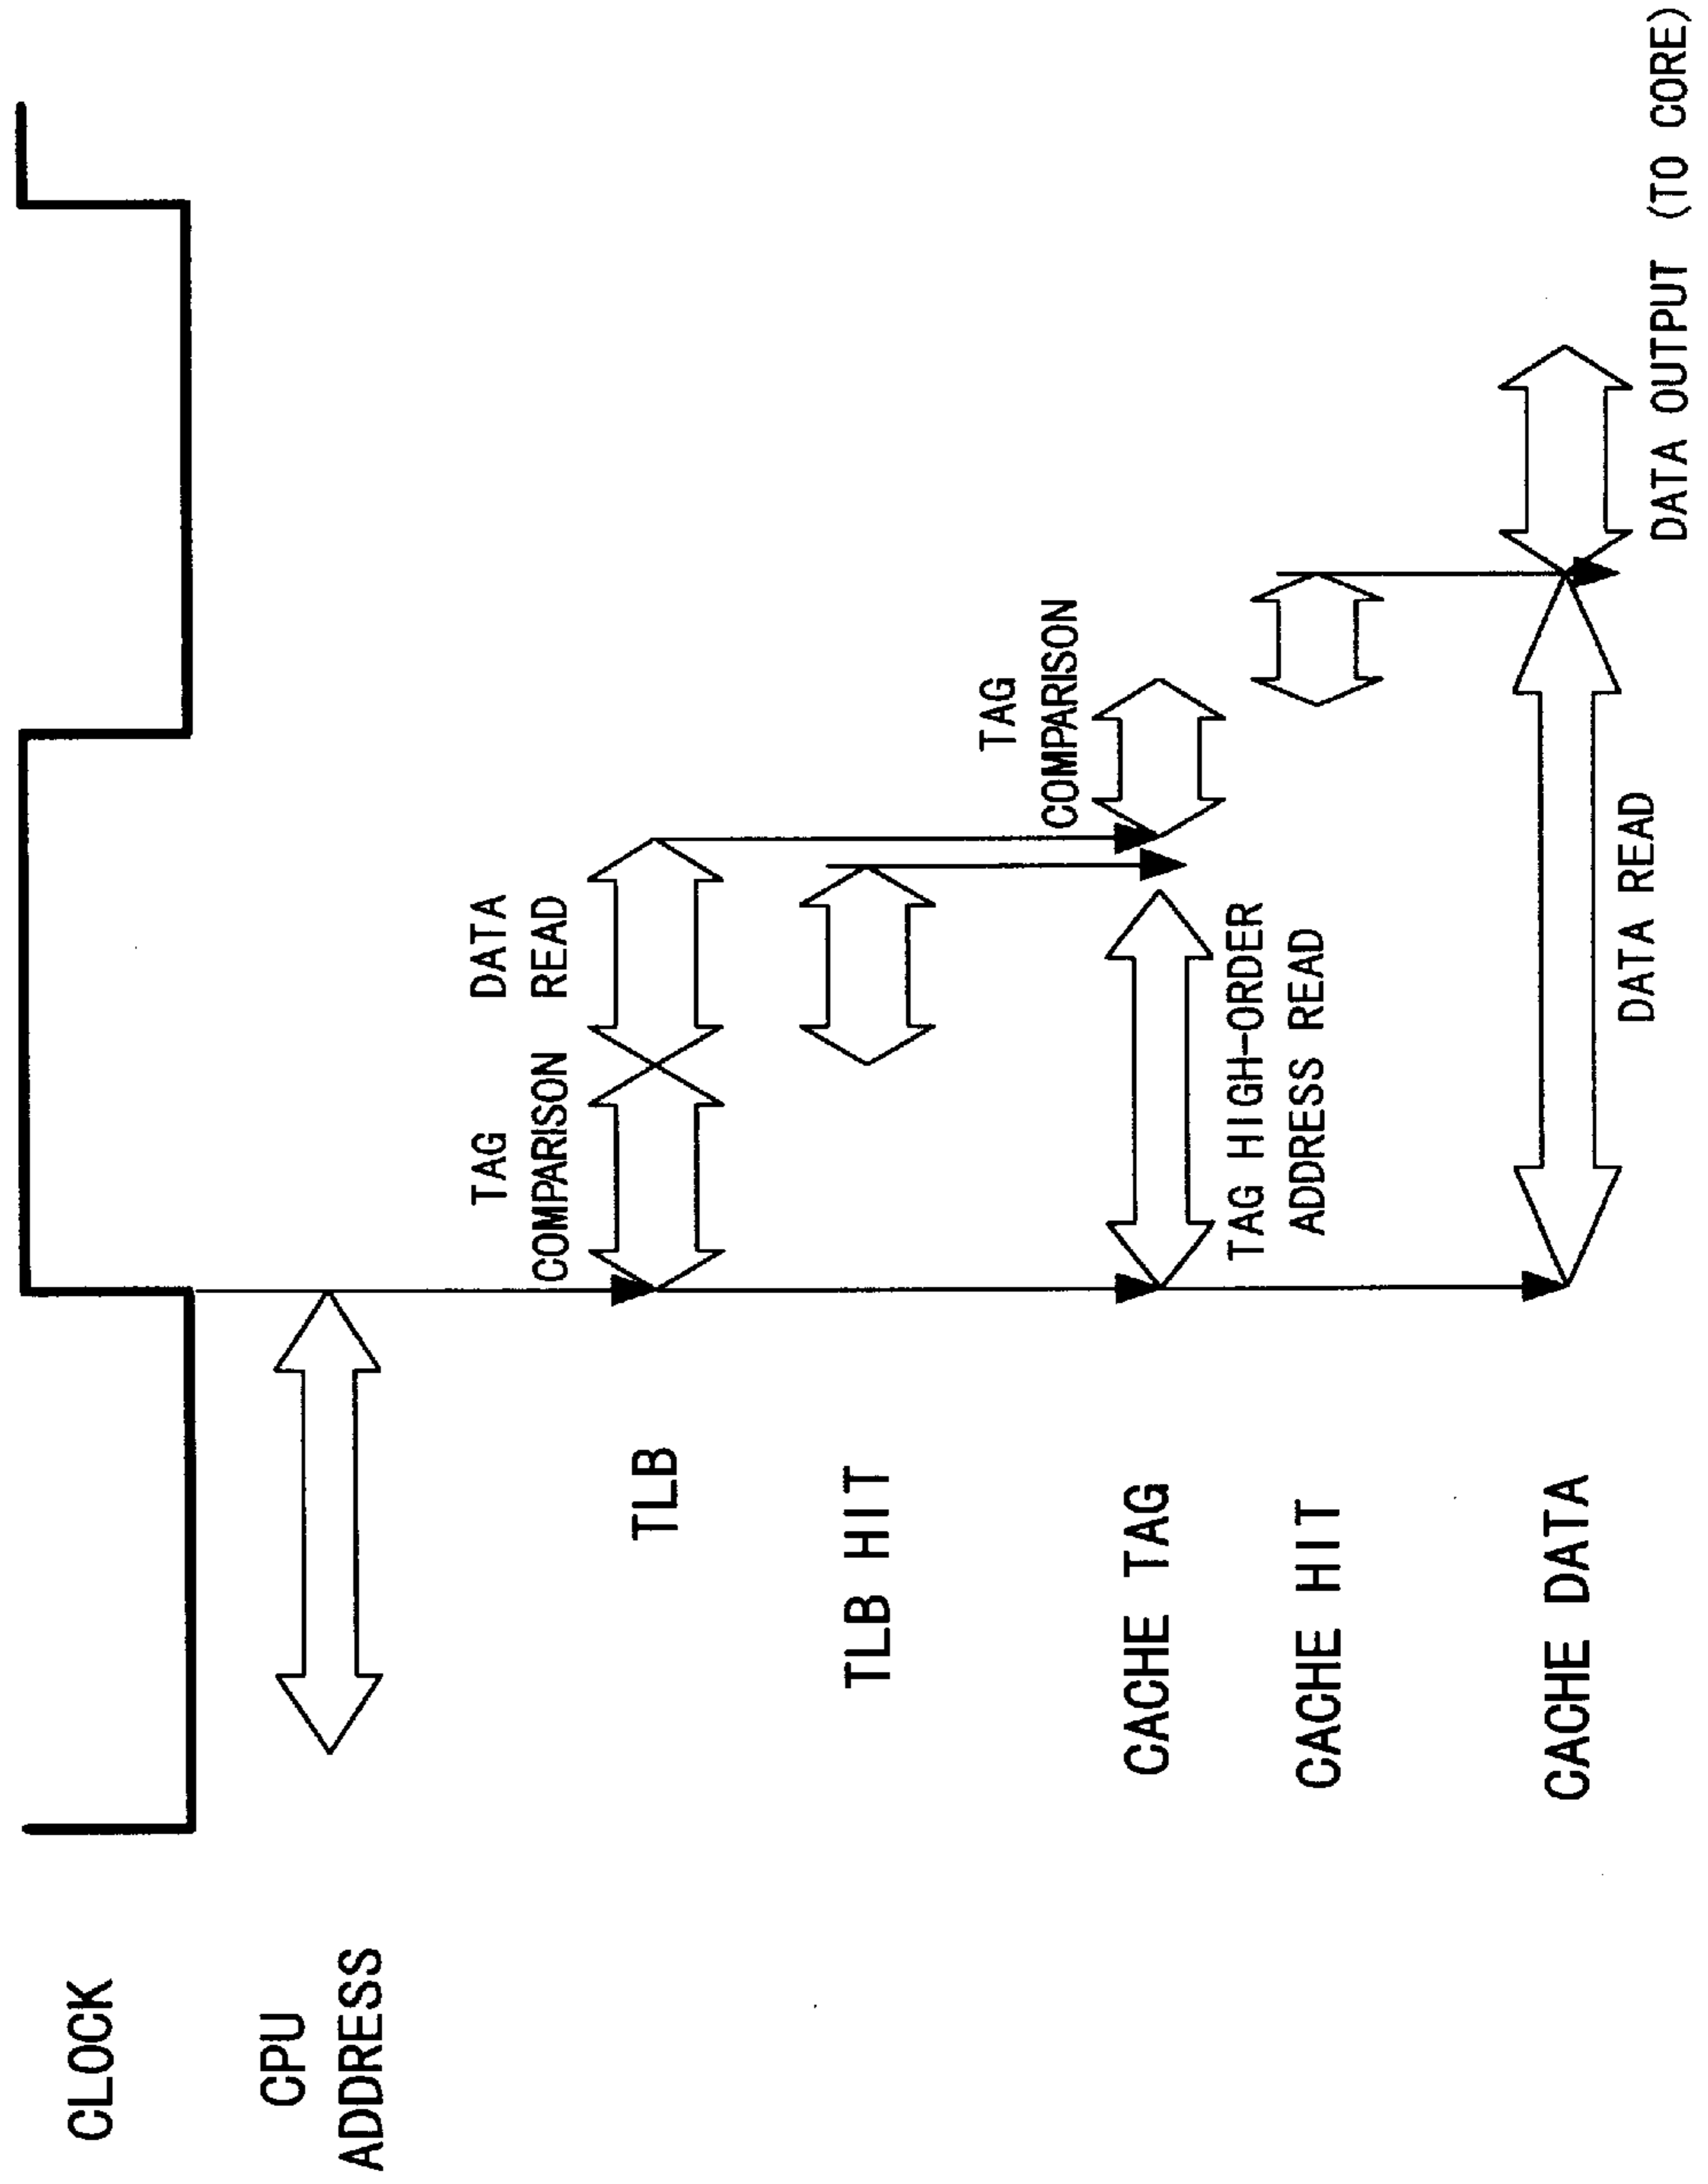 CLOCK
CPU
ADDRESS
TAG
COMPARISON
DATA
READ
TLB
TLB HIT
TAG
COMPARISON
CACHE TAG
TAG HIGH-ORDER
ADDRESS READ
CACHE HIT
CACHE DATA
DATA READ
DATA OUTPUT (TO CORE)